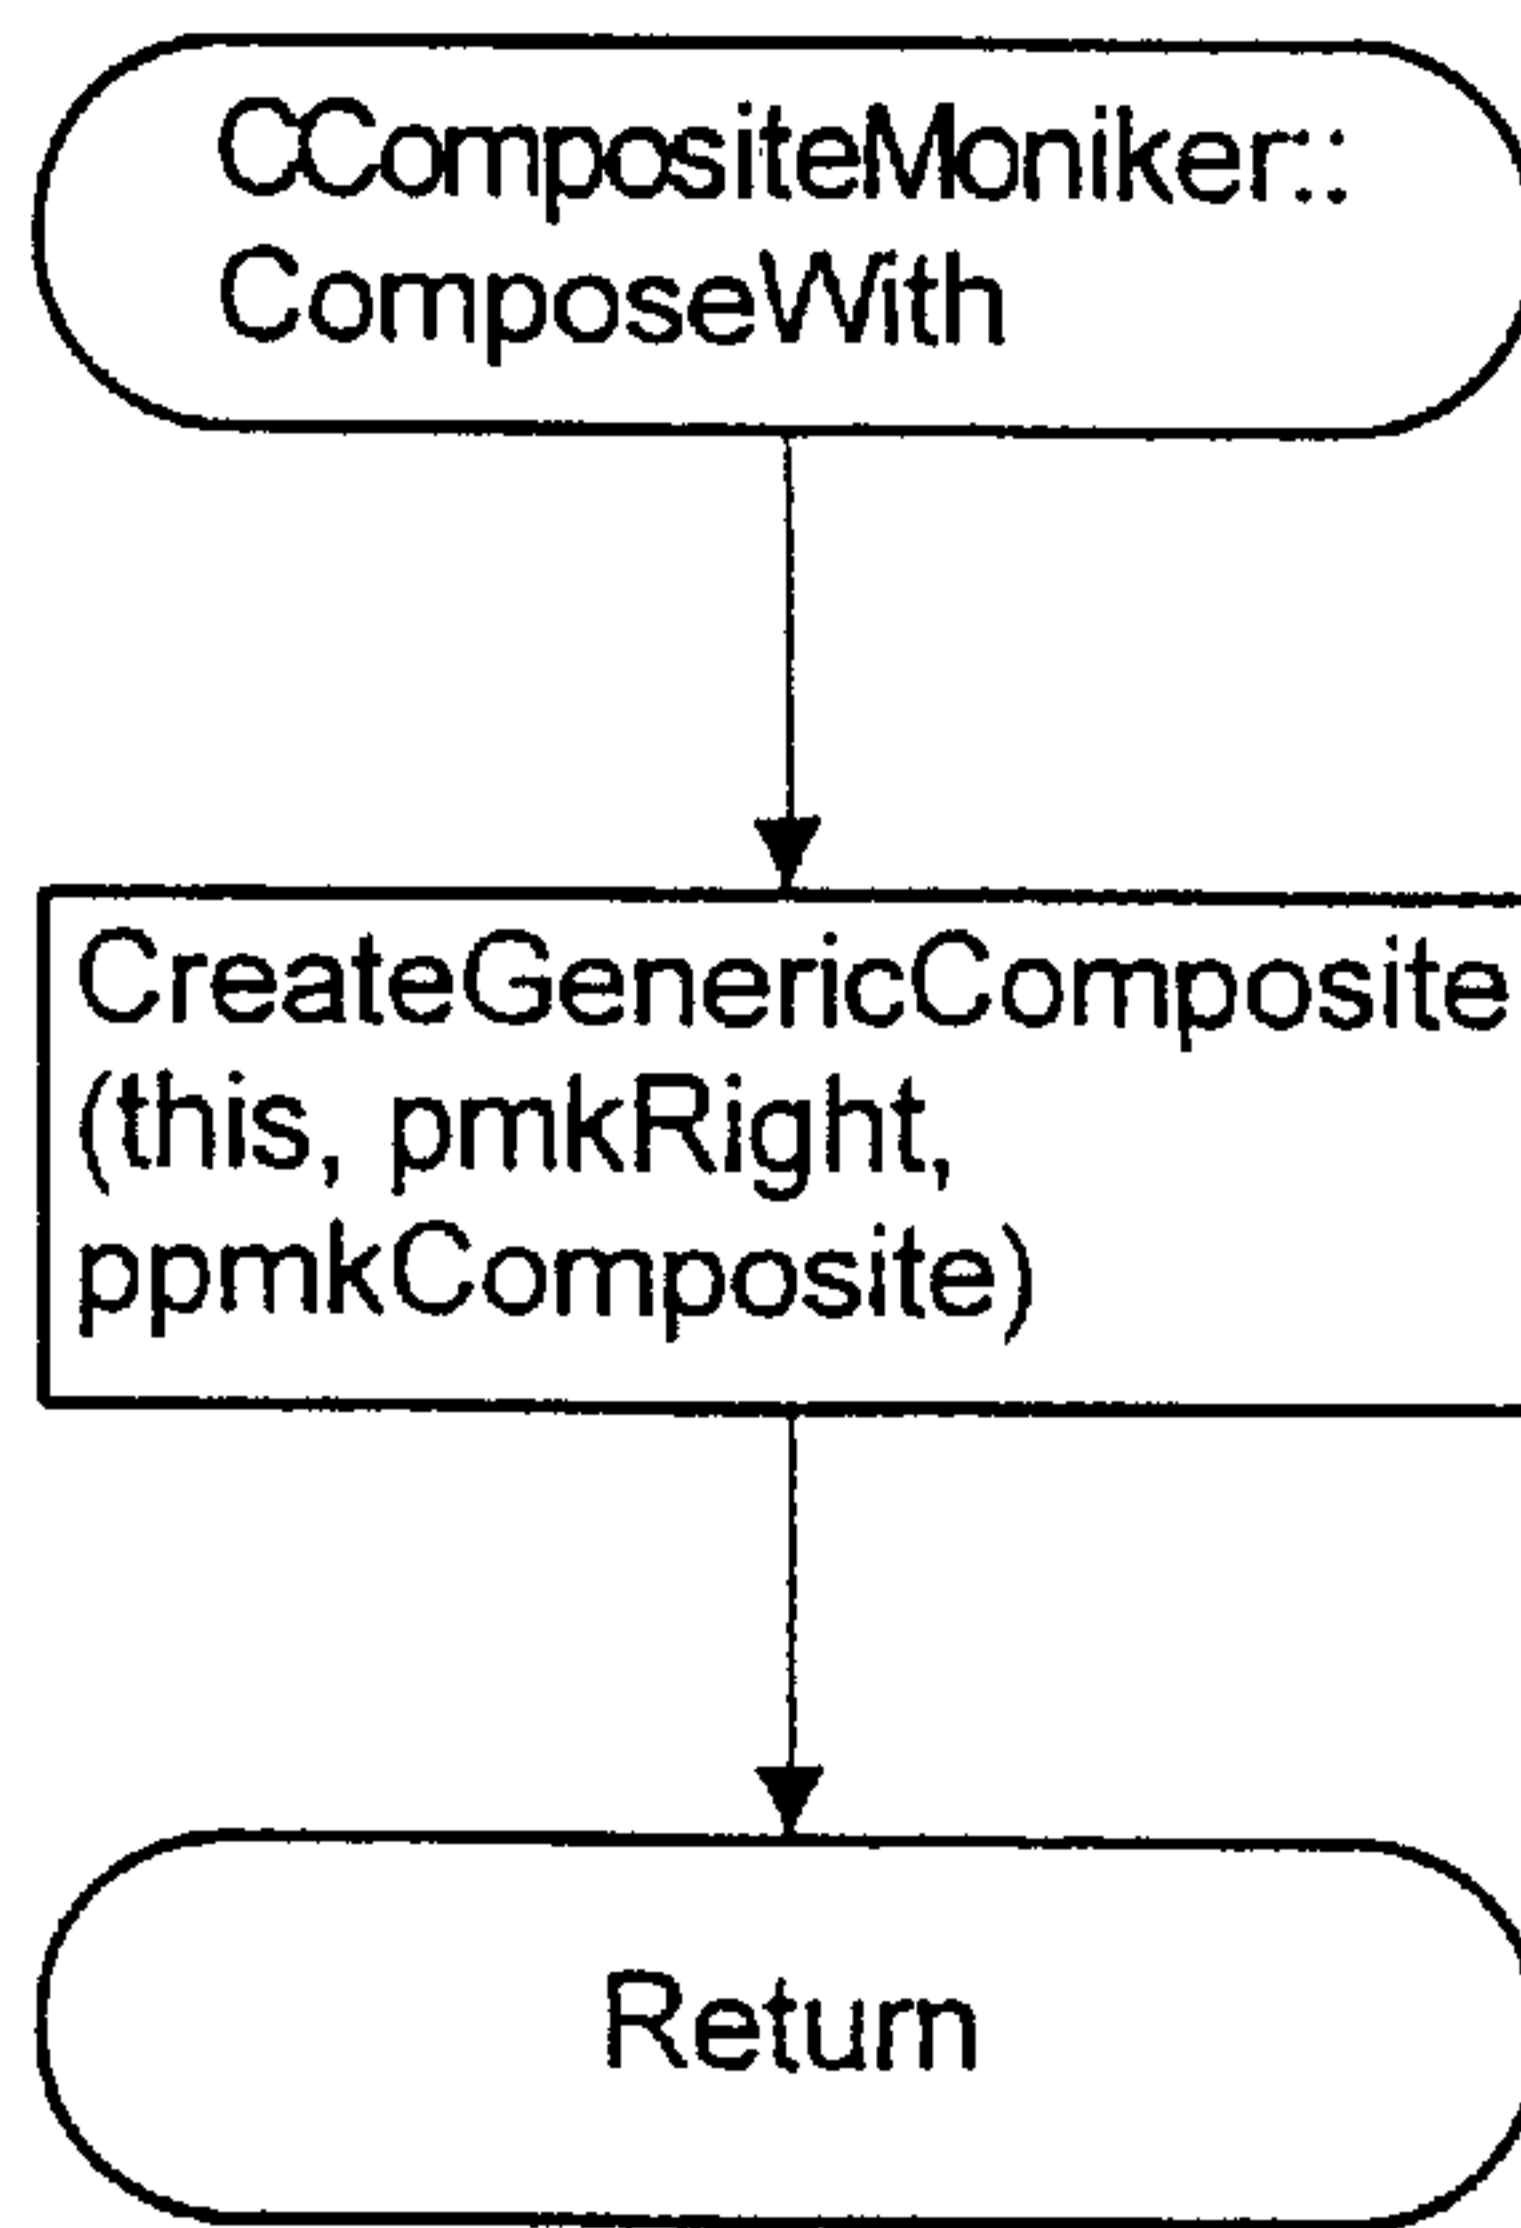 CCompositeMoniker::
ComposeWith
CreateGenericComposite
(this, pmkRight,
ppmkComposite)
Return